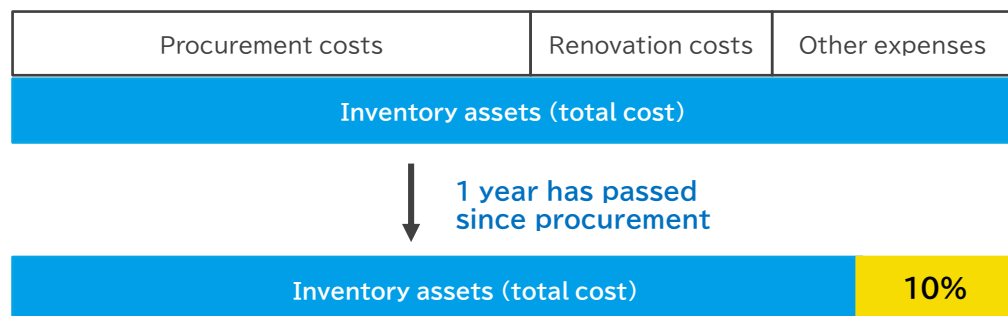 Procurement costs
Renovation costs
Other expenses
Inventory assets (total cost)
1 year has passed
since procurement
Inventory assets (total cost)
10%